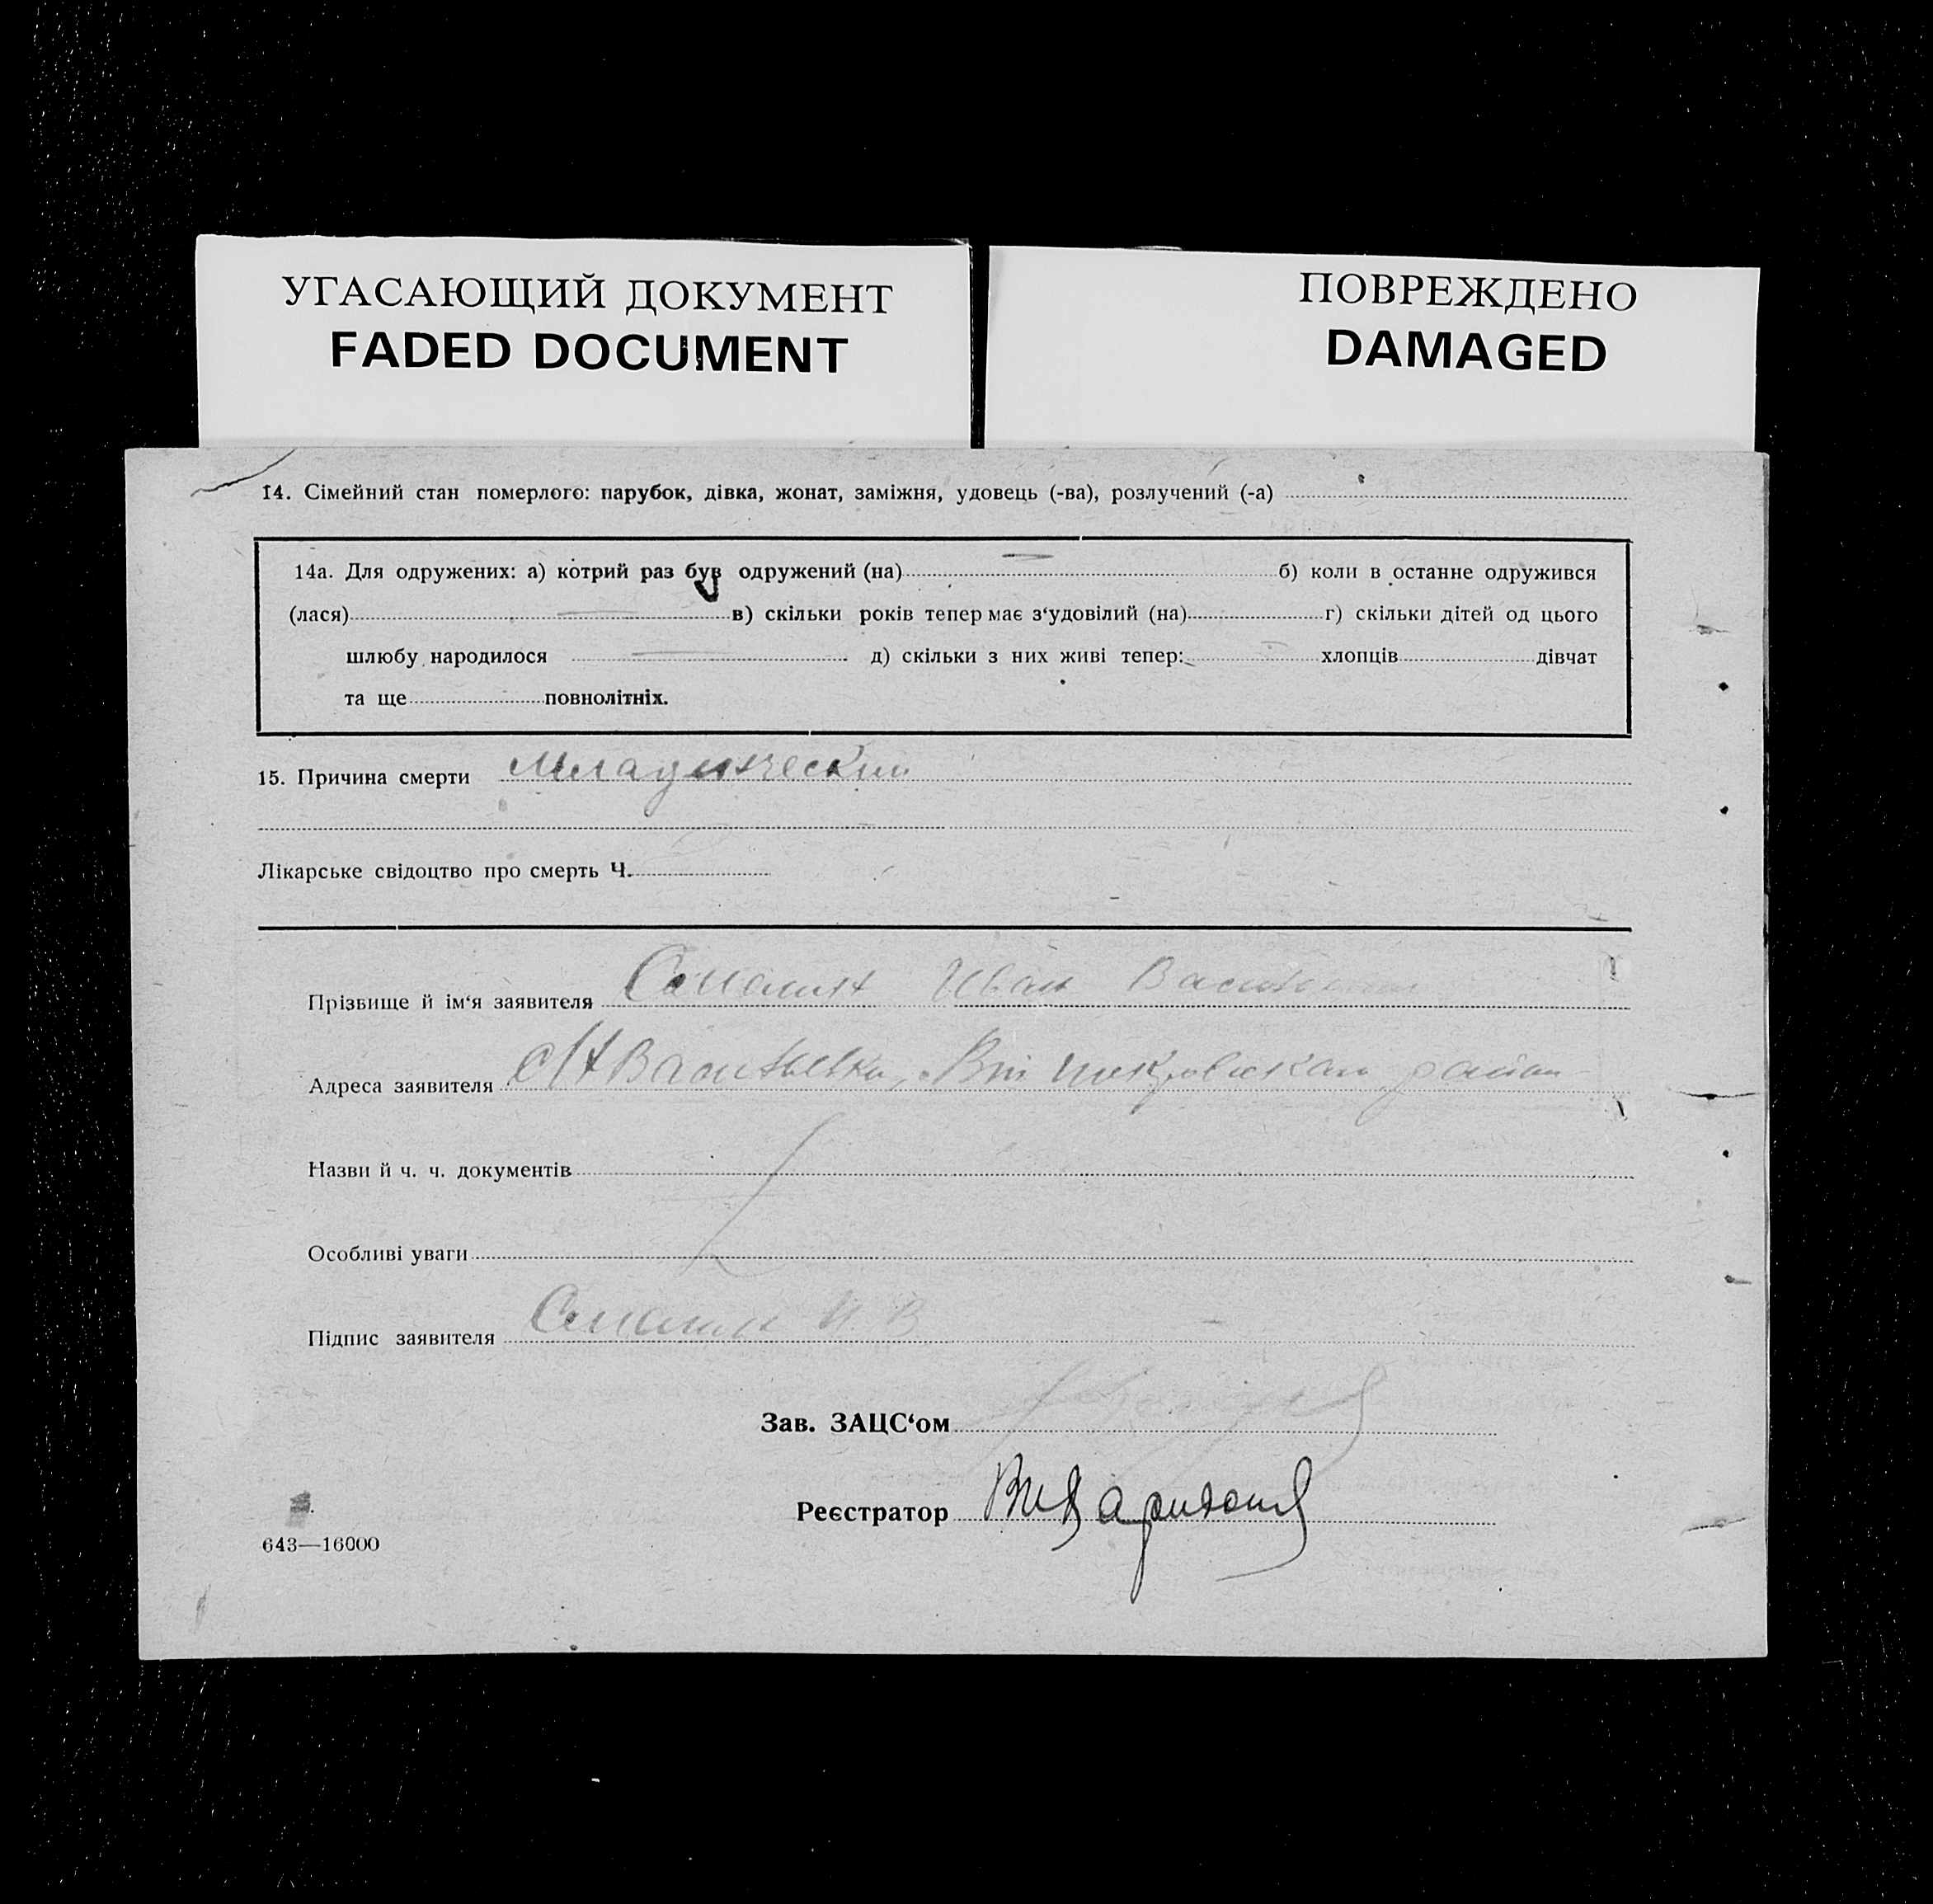 УГАСАЮЩИЙ ДОКУМЕНТ
FADED DOCUMENT
ПОВРЕЖДЕНО
DAMAGED
14. Сімейний стан померлого: парубок, дівка, жонат, заміжня, удовець (-ва), розлучений (-а)
14а. Для одружених: а) котрий раз був одружений (на) б) коли в останне одружився
(лася) в) скільки років тепер має з‘удовілий (на) г) скільки дітей од цього
шлюбу народилося д) скільки з них живі тепер: хлопців дівчат
та ще повнолітніх.
15. Причина смерти
Лікарське свідоцтво про смерть Ч.
Прізвище й ім‘я заявителя Иван
Адреса заявителя
Назви й ч. ч. документів
Особливі уваги
Підпис заявителя И. В
Зав. ЗАЦС‘ом
Реєстратор
643—16000